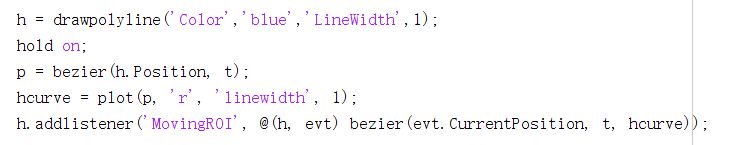 h = drawpolyline('Color','blue','LineWidth',1);
hold on;
p = bezier(h.Position, t);
hcurve = plot(p, 'r', 'linewidth', 1);
h.addlistener('MovingROI', @(h, evt) bezier(evt.CurrentPosition, t, hcurve));